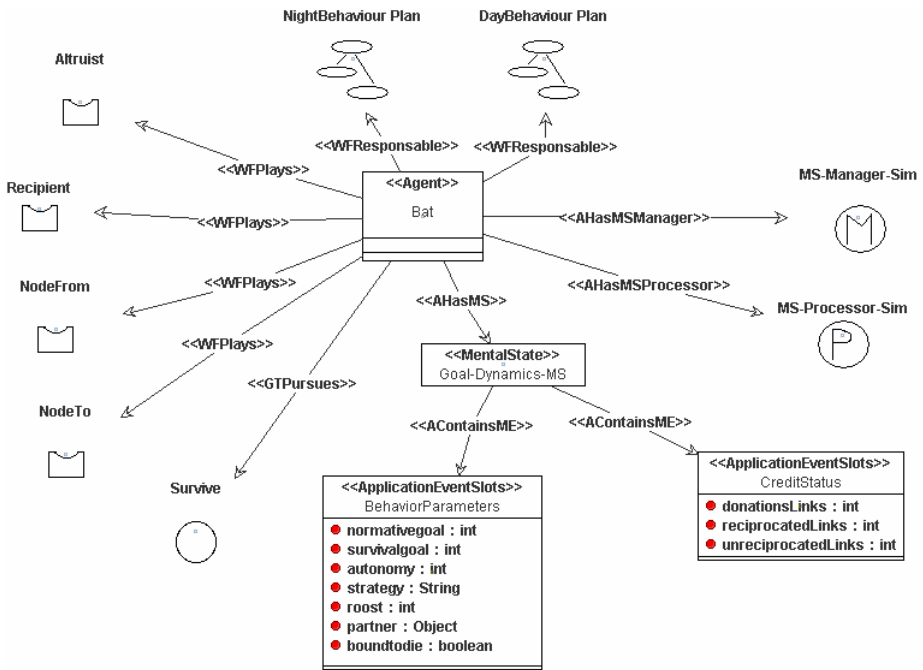 NightBehaviour Plan
DayBehaviour Plan
Altruist
<<WFResponsable>>
<<WFResponsable>>
<<WFPlays>>
<<Agent>>
Bat
MS-Manager-Sim
M
Recipient
<<WFPlays>>
<<AHasMSManager>>
NodeFrom
<<WFPlays>>
<<AHasMSProcessor>>
<<AHasMS>>
MS-Processor-Sim
P
<<WFPlays>>
<<MentalState>>
Goal-Dynamics-MS
<<GTPursues>>
NodeTo
<<AContainsME>>
<<AContainsME>>
Survive
<<ApplicationEventSlots>>
BehaviorParameters
normativegoal : int
survivalgoal : int
autonomy : int
strategy : String
roost : int
partner : Object
boundtodie : boolean
<<ApplicationEventSlots>>
CreditStatus
donationsLinks : int
reciprocatedLinks : int
unreciprocatedLinks : int